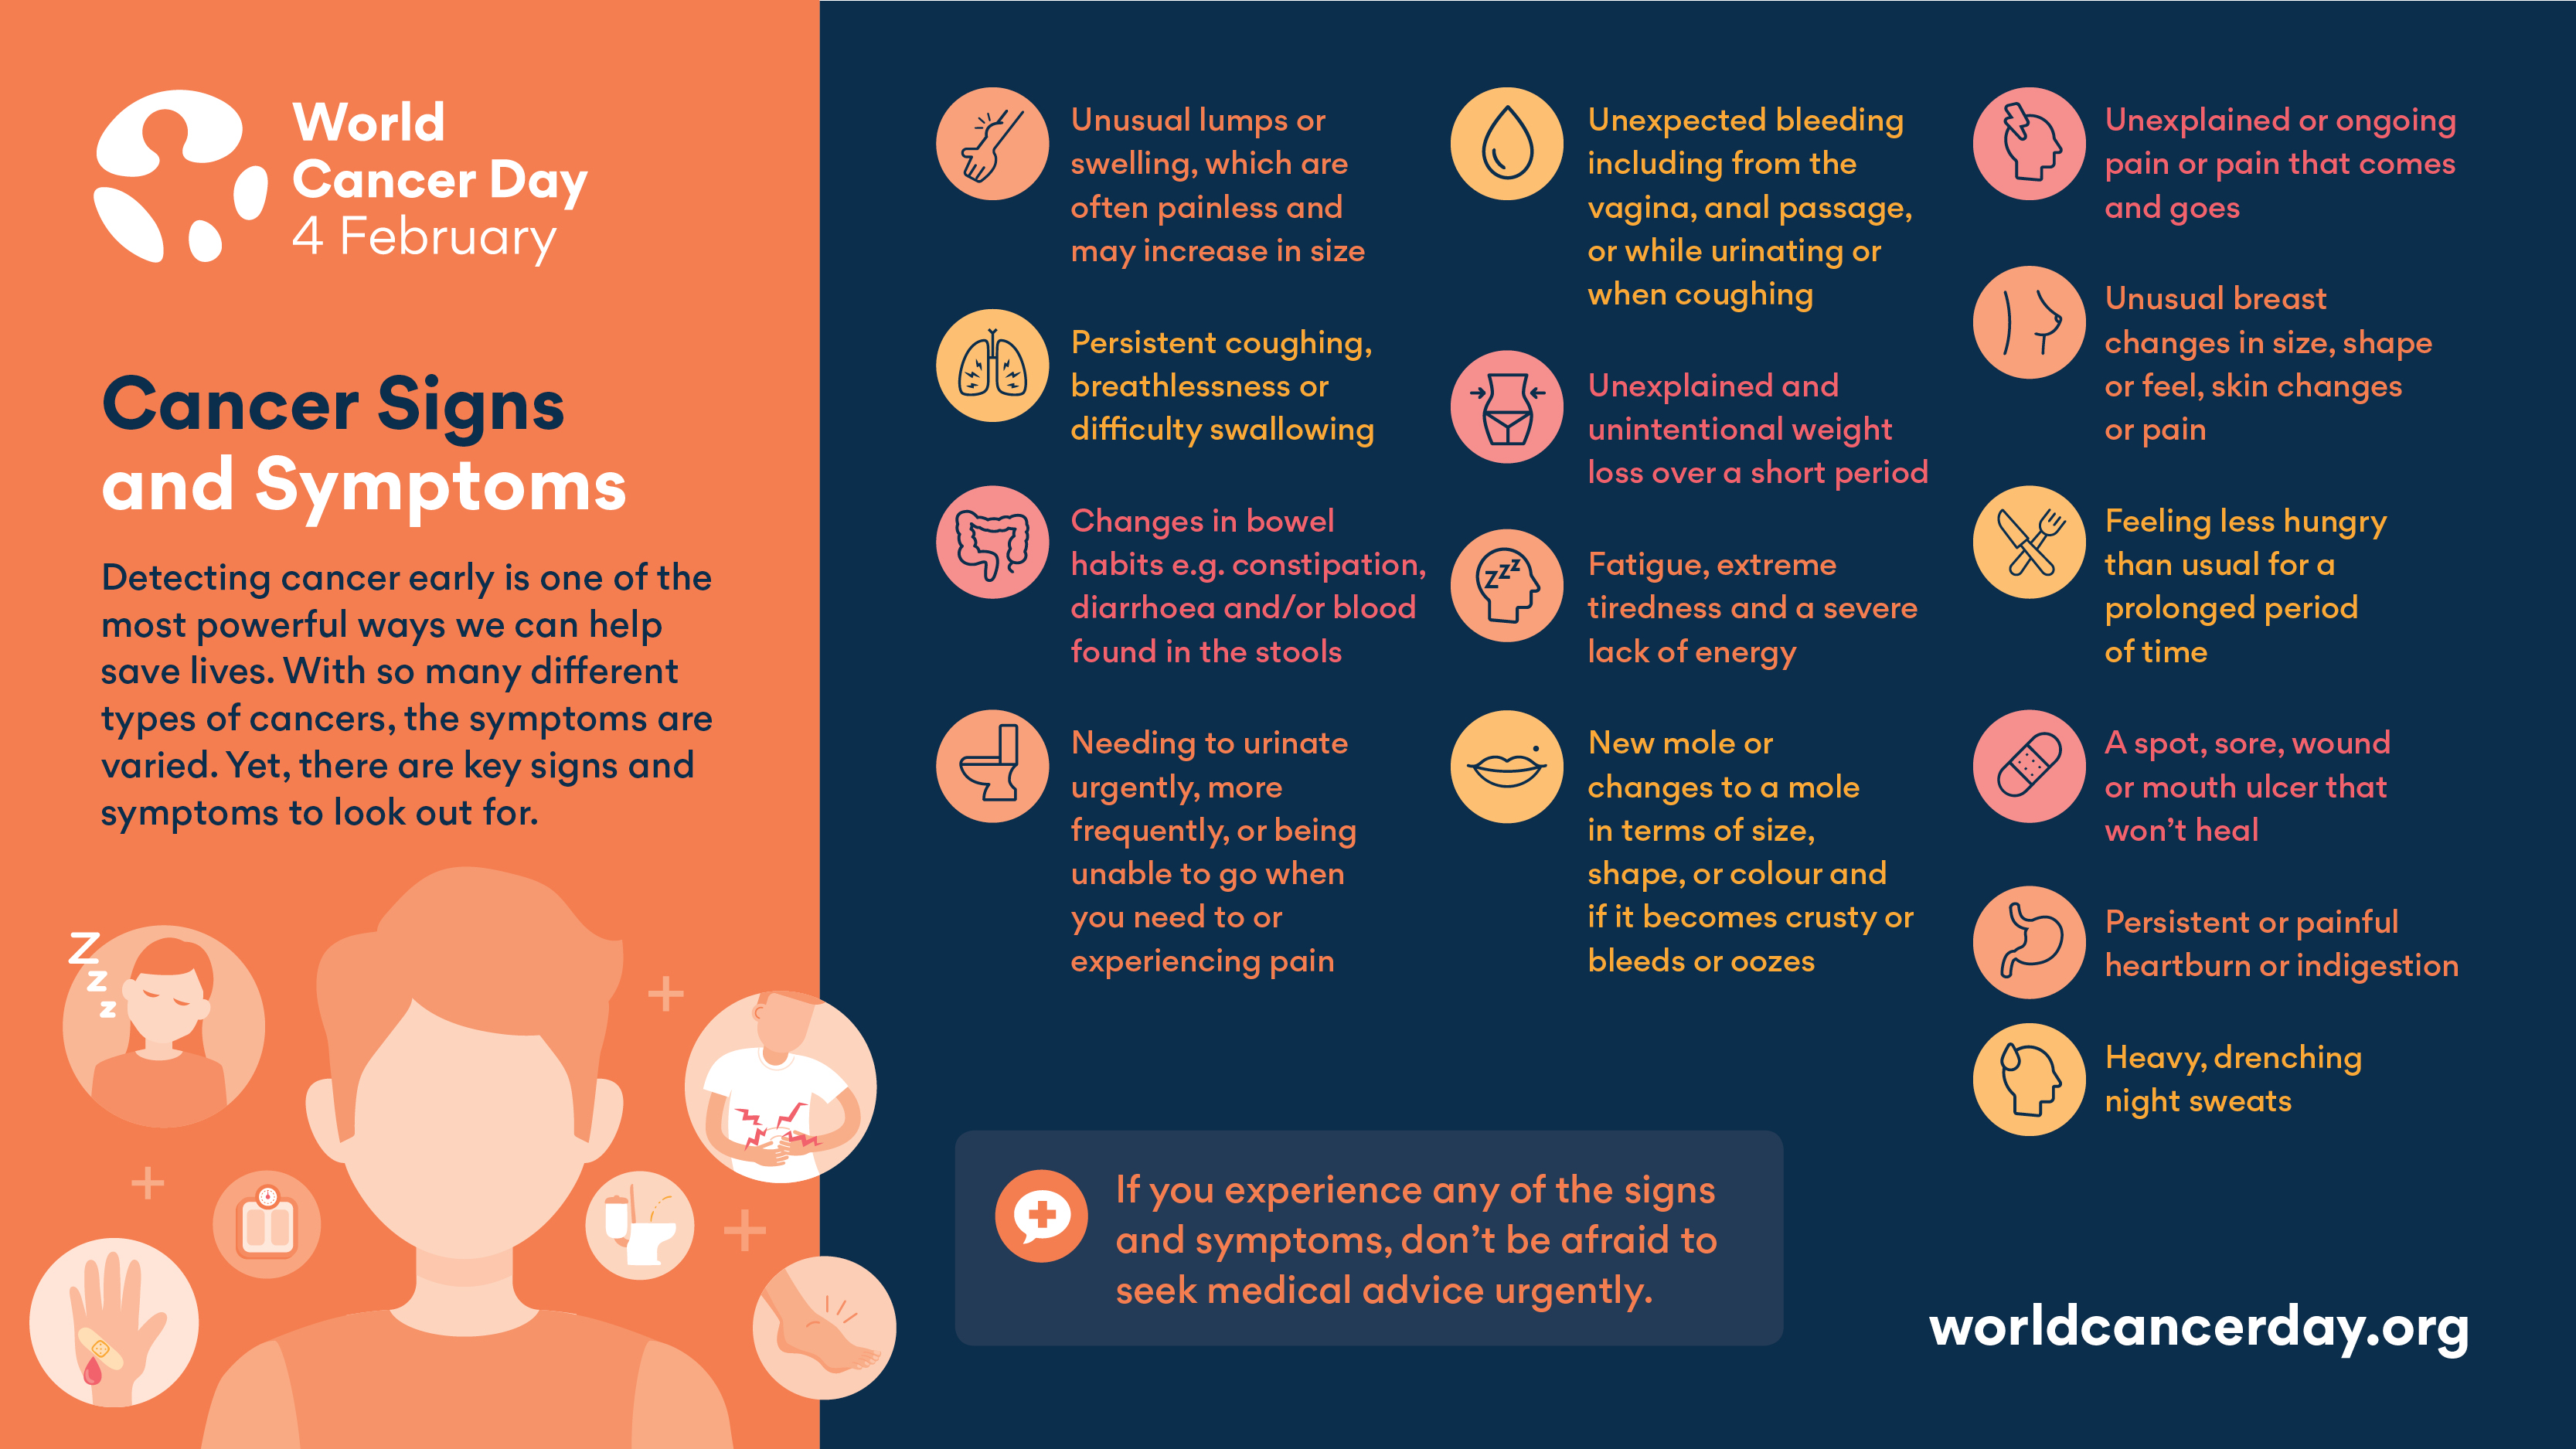 World
Cancer Day
4 February
Cancer Signs
and Symptoms
Detecting cancer early is one of the
most powerful ways we can help
save lives. With so many different
types of cancers, the symptoms are
varied. Yet, there are key signs and
symptoms to look out for.
Z
z
z
Unusual lumps or
swelling, which are
often painless and
may increase in size
Persistent coughing,
breathlessness or
difficulty swallowing
Changes in bowel
habits e.g. constipation,
diarrhoea and/or blood
found in the stools
Needing to urinate
urgently, more
frequently, or being
unable to go when
you need to or
experiencing pain
Unexpected bleeding
including from the
vagina, anal passage,
or while urinating or
when coughing
Unexplained and
unintentional weight
loss over a short period
zzz
Fatigue, extreme
tiredness and a severe
lack of energy
New mole or
changes to a mole
in terms of size,
shape, or colour and
if it becomes crusty or
bleeds or oozes
Unexplained or ongoing
pain or pain that comes
and goes
Unusual breast
changes in size, shape
or feel, skin changes
or pain
Feeling less hungry
than usual for a
prolonged period
of time
A spot, sore, wound
or mouth ulcer that
won’t heal
Persistent or painful
heartburn or indigestion
Heavy, drenching
night sweats
If you experience any of the signs
and symptoms, don’t be afraid to
seek medical advice urgently.
worldcancerday.org